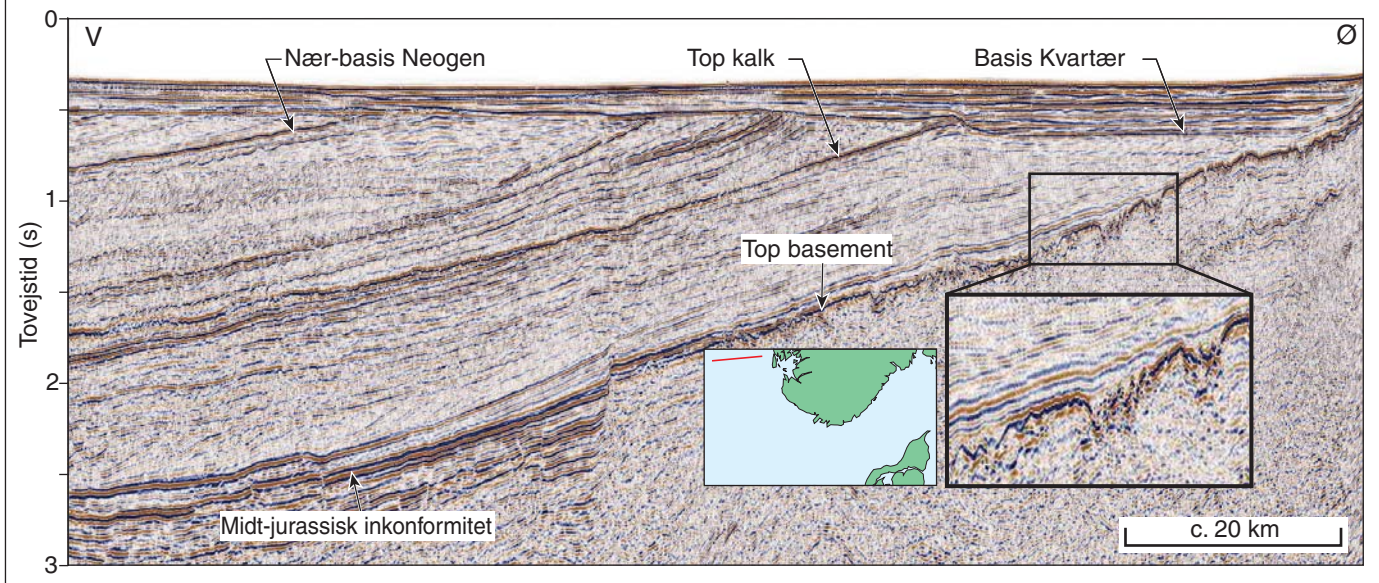 0
V
Ø
Nær-basis Neogen
Top kalk
Basis Kvartær
1
Tovejstid (s)
Top basement
2
Midt-jurassisk inkonformitet
c. 20 km
3